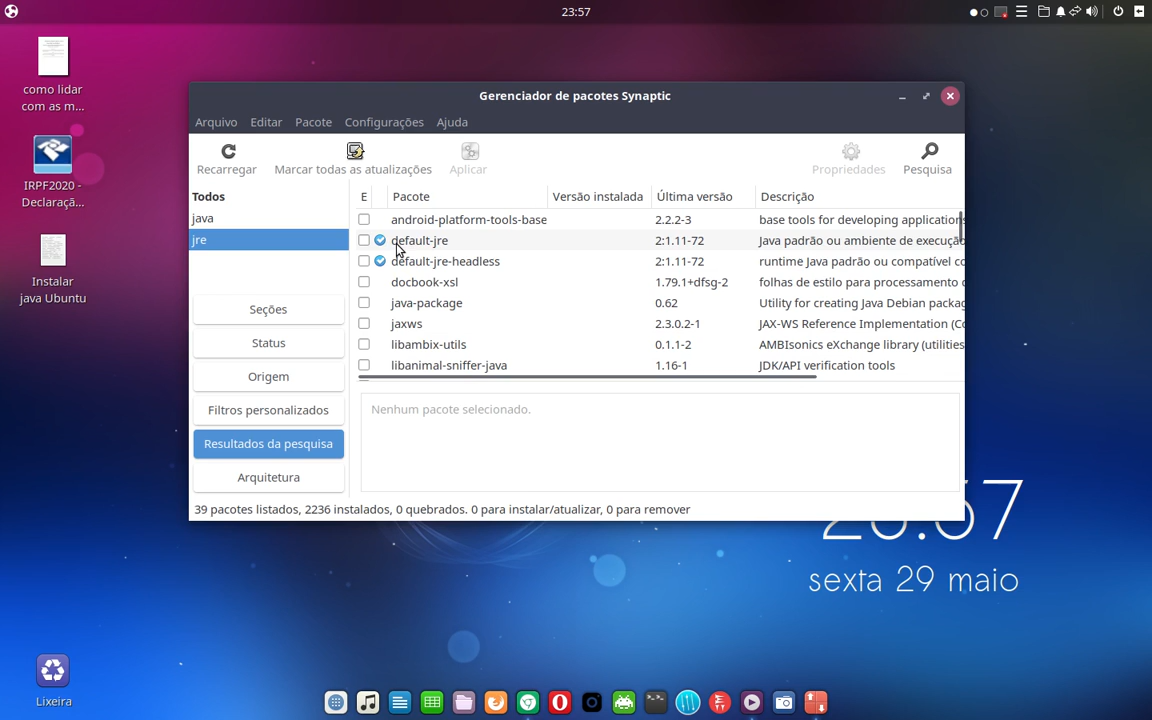 23:57
como lidar
com as m...
IRPF2020 -
Declaraçã...
Instalar
java Ubuntu
Lixeira
Gerenciador de pacotes Synaptic
Arquivo Editar Pacote Configurações Ajuda
Recarregar Marcar todas as atualizações Aplicar Propriedades Pesquisa
Todos
java
jre
Seções
Status
Origem
Filtros personalizados
Resultados da pesquisa
Arquitetura
E Pacote Versão instalada Última versão Descrição
android-platform-tools-base 2.2.2-3 base tools for developing applications
default-jre 2:1.11-72 Java padrão ou ambiente de execução
default-jre-headless 2:1.11-72 runtime Java padrão ou compatível co
docbook-xsl 1.79.1+dfsg-2 folhas de estilo para processamento d
java-package 0.62 Utility for creating Java Debian packag
jaxws 2.3.0.2-1 JAX-WS Reference Implementation (Co
libambix-utils 0.1.1-2 AMBIsonics eXchange library (utilities
libanimal-sniffer-java 1.16-1 JDK/API verification tools
Nenhum pacote selecionado.
39 pacotes listados, 2236 instalados, 0 quebrados. 0 para instalar/atualizar, 0 para remover
23:57
sexta 29 maio